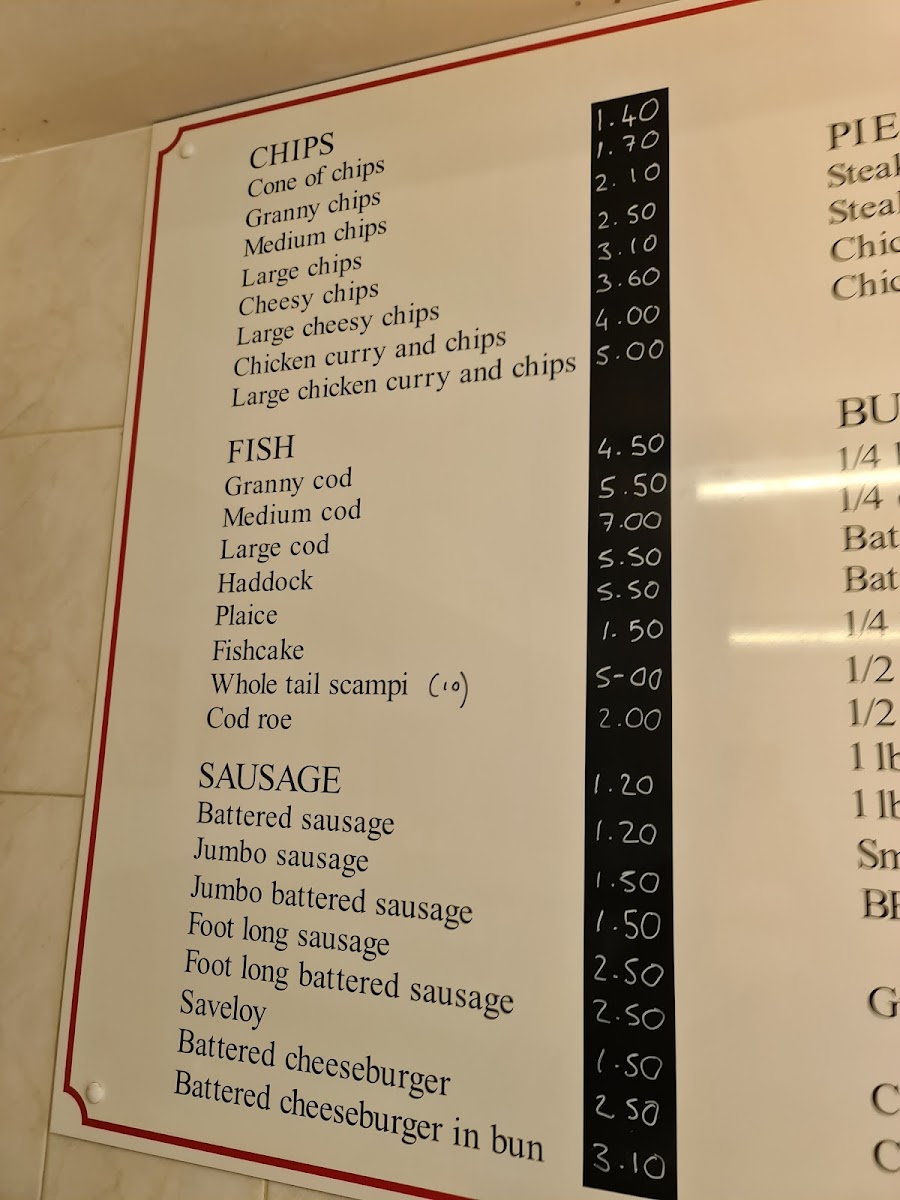 CHIPS
Cone of chips 1.40
Granny chips 1.70
Medium chips 2.10
Large chips 2.50
Cheesy chips 3.10
Large cheesy chips 3.60
Chicken curry and chips 4.00
Large chicken curry and chips 5.00
FISH
Granny cod 4.50
Medium cod 5.50
Large cod 7.00
Haddock 5.50
Plaice 5.50
Fishcake 1.50
Whole tail scampi (10) 5-00
Cod roe 2.00
SAUSAGE 1.20
Battered sausage 1.20
Jumbo sausage 1.50
Jumbo battered sausage 1.50
Foot long sausage 2.50
Foot long battered sausage 2.50
Saveloy 1.50
Battered cheeseburger 2 50
Battered cheeseburger in bun 3.10
PIE
Steak
Steak
Chic
Chic
BU
1/4
1/4
Bat
Bat
1/4
1/2
1/2
1 lb
1 lb
Sm
G
C
C